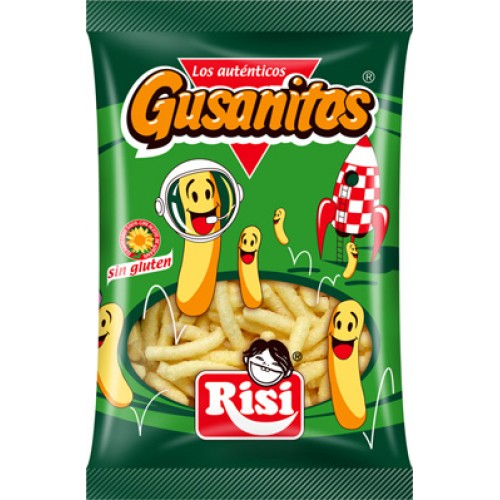 Los auténticos
Gusanitos
®
sin gluten
®
Risi